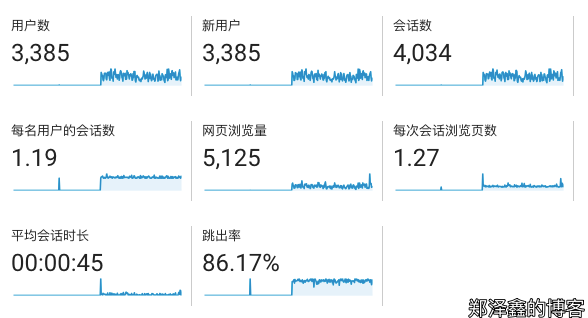 用户数
3,385
新用户
3,385
会话数
4,034
每名用户的会话数
1.19
网页浏览量
5,125
每次会话浏览页数
1.27
平均会话时长
00:00:45
跳出率
86.17%
郑泽鑫的博客